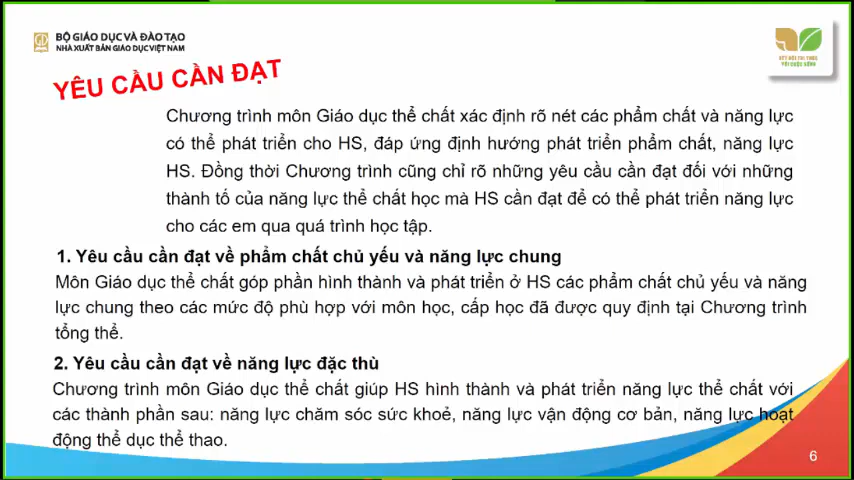 BỘ GIÁO DỤC VÀ ĐÀO TẠO
NHÀ XUẤT BẢN GIÁO DỤC VIỆT NAM
KẾT NỐI TRI THỨC
VỚI CUỘC SỐNG
YÊU CẦU CẦN ĐẠT
Chương trình môn Giáo dục thể chất xác định rõ nét các phẩm chất và năng lực
có thể phát triển cho HS, đáp ứng định hướng phát triển phẩm chất, năng lực
HS. Đồng thời Chương trình cũng chỉ rõ những yêu cầu cần đạt đối với những
thành tố của năng lực thể chất học mà HS cần đạt để có thể phát triển năng lực
cho các em qua quá trình học tập.
1. Yêu cầu cần đạt về phẩm chất chủ yếu và năng lực chung
Môn Giáo dục thể chất góp phần hình thành và phát triển ở HS các phẩm chất chủ yếu và năng
lực chung theo các mức độ phù hợp với môn học, cấp học đã được quy định tại Chương trình
tổng thể.
2. Yêu cầu cần đạt về năng lực đặc thù
Chương trình môn Giáo dục thể chất giúp HS hình thành và phát triển năng lực thể chất với
các thành phần sau: năng lực chăm sóc sức khoẻ, năng lực vận động cơ bản, năng lực hoạt
động thể dục thể thao.
6